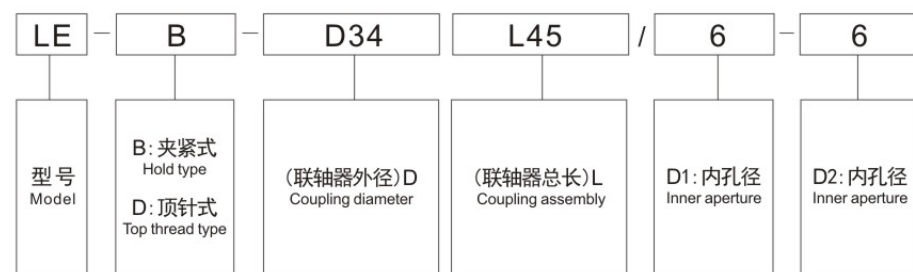 LE - B - D34 L45 / 6 - 6
型号
Model
B: 夹紧式
Hold type
D: 顶针式
Top thread type
(联轴器外径)D
Coupling diameter
(联轴器总长)L
Coupling assembly
D1: 内孔径
Inner aperture
D2: 内孔径
Inner aperture